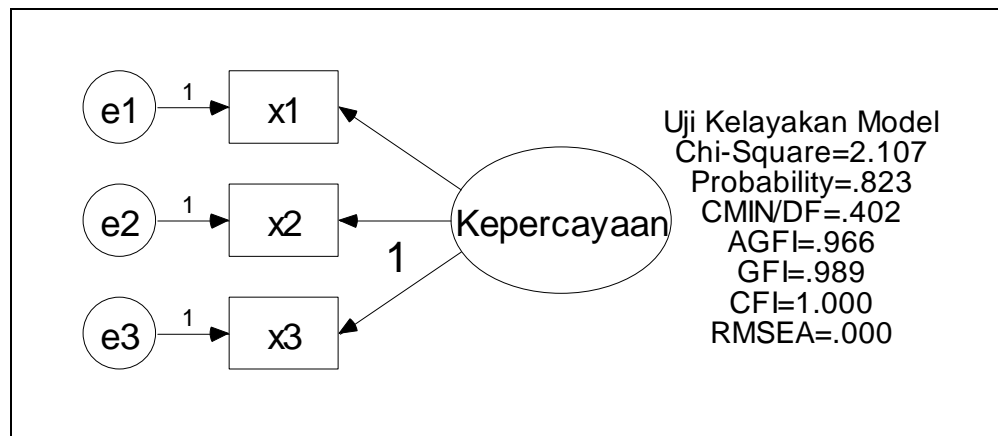 e1
1
x1
e2
1
x2
e3
1
x3
1
Kepercayaan
Uji Kelayakan Model
Chi-Square=2.107
Probability=.823
CMIN/DF=.402
AGFI=.966
GFI=.989
CFI=1.000
RMSEA=.000